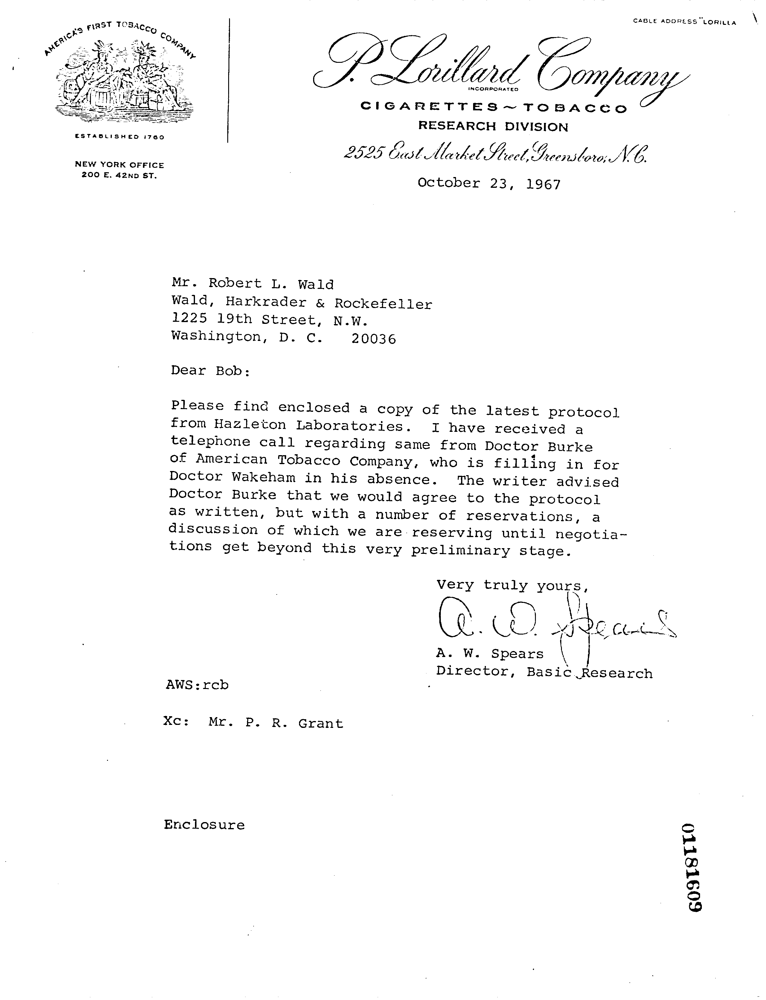 CABLE ADDRESS "LORILLA
AMERICA'S FIRST TOBACCO COMPANY
ESTABLISHED 1760
NEW YORK OFFICE
200 E. 42ND ST.
P. Lorillard Company
INCORPORATED
CIGARETTES ~ TOBACCO
RESEARCH DIVISION
2525 East Market Street, Greensboro, N.C.
October 23, 1967
Mr. Robert L. Wald
Wald, Harkrader & Rockefeller
1225 19th Street, N.W.
Washington, D. C. 20036
Dear Bob:
Please find enclosed a copy of the latest protocol
from Hazleton Laboratories. I have received a
telephone call regarding same from Doctor Burke
of American Tobacco Company, who is filling in for
Doctor Wakeham in his absence. The writer advised
Doctor Burke that we would agree to the protocol
as written, but with a number of reservations, a
discussion of which we are reserving until negotia-
tions get beyond this very preliminary stage.
Very truly yours,
A. W. Spears
A. W. Spears
Director, Basic Research
AWS:rcb
Xc: Mr. P. R. Grant
Enclosure
01181609